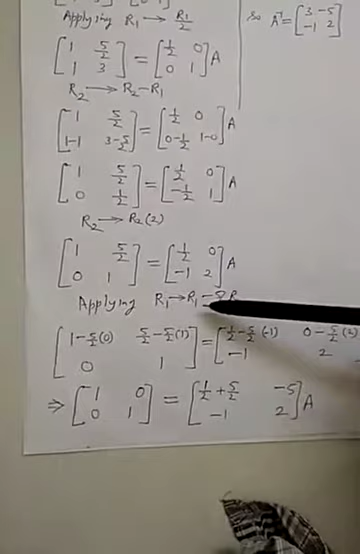 Applying R₁ → R₁/2
[1 5/2; 1 3] = [1/2 0; 0 1] A
R₂ → R₂ - R₁
[1 5/2; 1-1 3-5/2] = [1/2 0; 0-1/2 1-0] A
[1 5/2; 0 1/2] = [1/2 0; -1/2 1] A
R₂ → R₂(2)
[1 5/2; 0 1] = [1/2 0; -1 2] A
Applying R₁ → R₁ -
[1-5/2(0) 5/2-5/2(1); 0 1] = [1/2-5/2(-1) 0-5/2(2); -1 2
⇒ [1 0; 0 1] = [1/2+5/2 -5; -1 2] A
So A⁻¹ = [3 -5; -1 2]